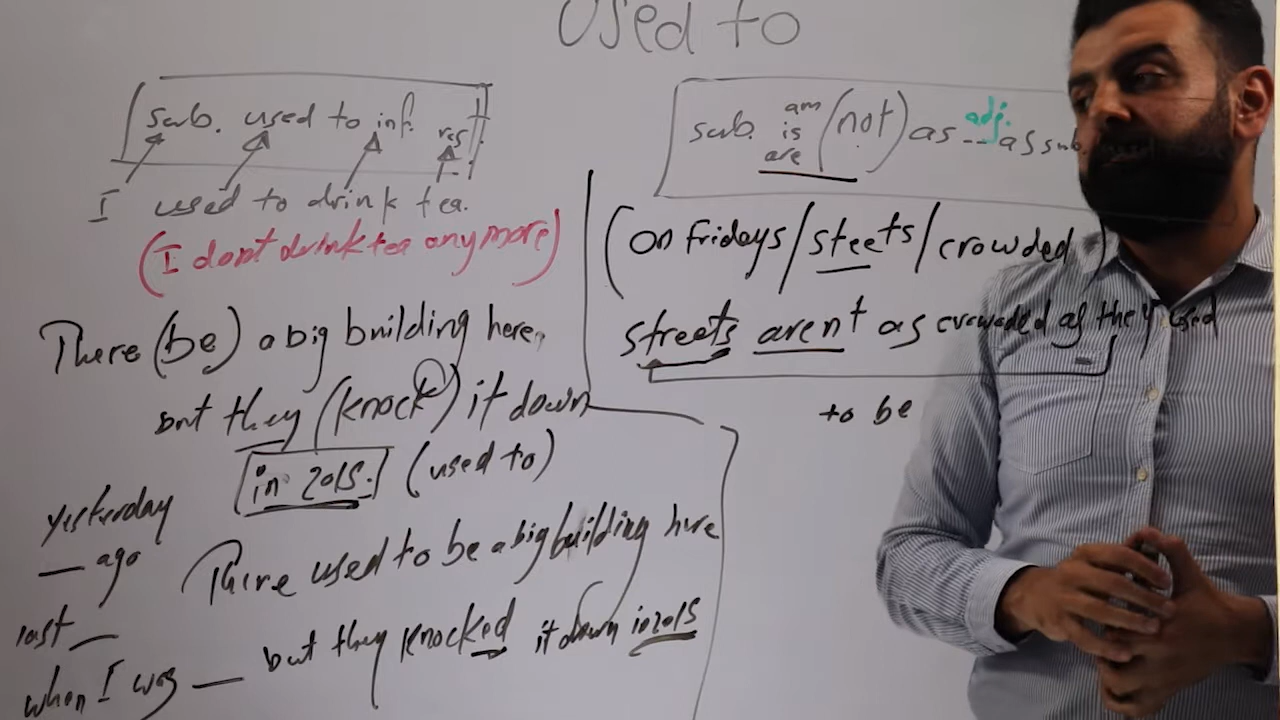 Used to
sub. used to inf. rest
I used to drink tea.
(I dont drink tea anymore)
There (be) a big building here,
but they (knock) it down
in 2015. (used to)
yesterday
— ago
last —
when I was —
There used to be a big building here
but they knocked it down in 2015
sub. am is are (not) as -- adj. as sub.
(on fridays/steets/crowded)
streets arent as crowded as they used
to be